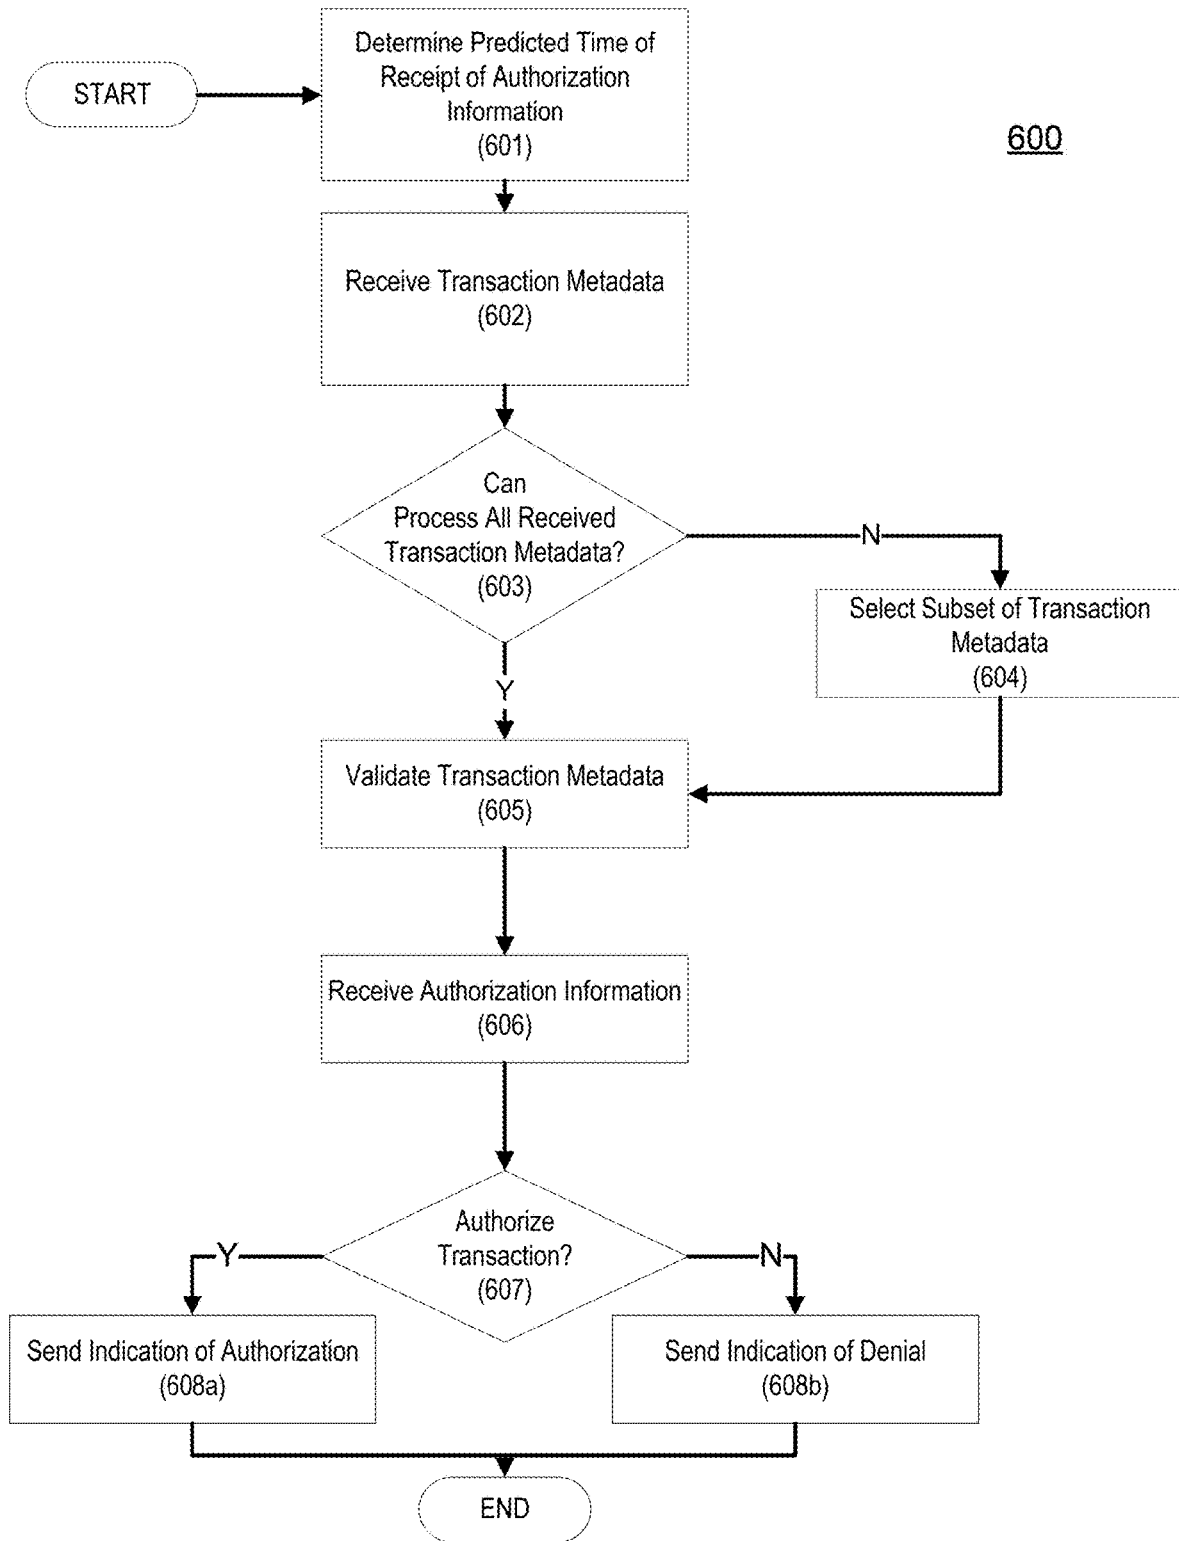 START
Determine Predicted Time of
Receipt of Authorization
Information
(601)
600
Receive Transaction Metadata
(602)
Can
Process All Received
Transaction Metadata?
(603)
N
Select Subset of Transaction
Metadata
(604)
Y
Validate Transaction Metadata
(605)
Receive Authorization Information
(606)
Authorize
Transaction?
(607)
Y
N
Send Indication of Authorization
(608a)
Send Indication of Denial
(608b)
END